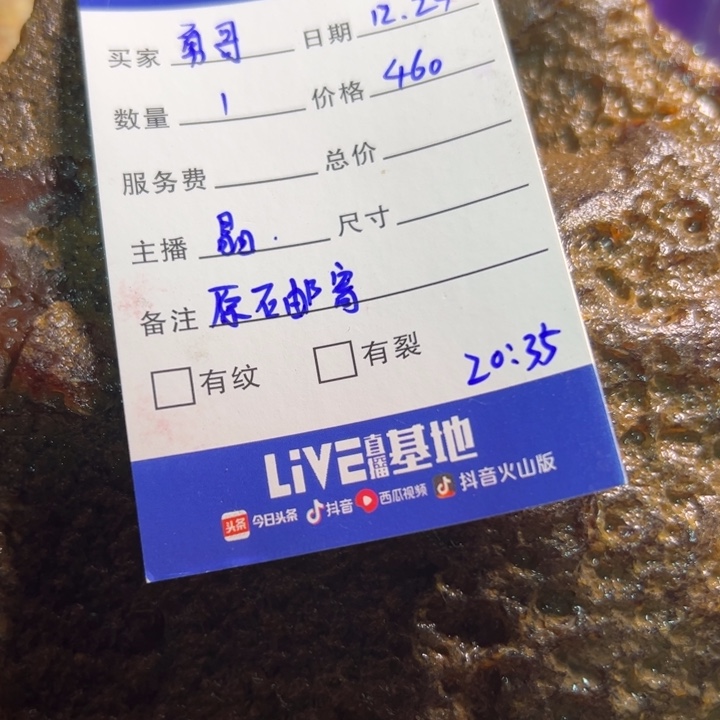 买家 勇哥 日期 12.29
数量 1 价格 460
服务费 总价
主播 尺寸
备注 原石邮寄
有纹 有裂 20:35
LiVE直播基地
头条 今日头条 抖音 西瓜视频 抖音火山版